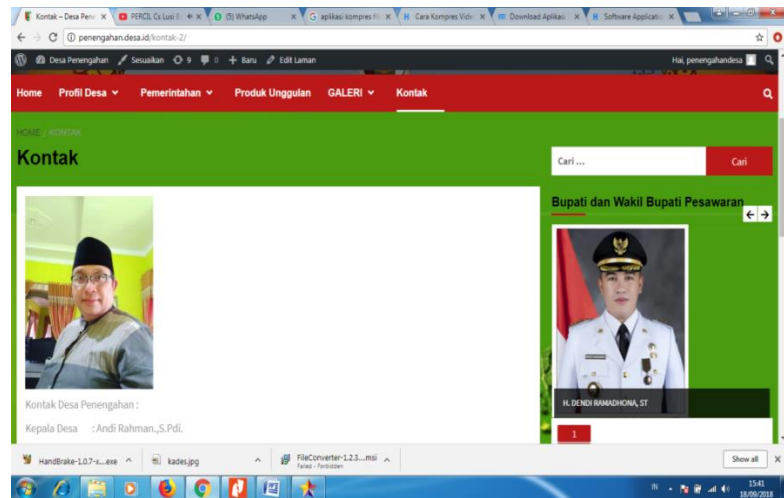 Kontak – Desa Pene
PERCIL Cs Lusi B
(5) WhatsApp
aplikasi kompres fil
Cara Kompres Vide
Download Aplikasi
Software Applicatio
penengahan.desa.id/kontak-2/
Desa Penengahan
Sesuaikan
9
0
Baru
Edit Laman
Hai, penengahandesa
Home
Profil Desa
Pemerintahan
Produk Unggulan
GALERI
Kontak
HOME / KONTAK
Kontak
Cari ...
Cari
Bupati dan Wakil Bupati Pesawaran
H. DENDI RAMADHONA, ST
1
Kontak Desa Penengahan :
Kepala Desa : Andi Rahman.,S.Pdi.
HandBrake-1.0.7-x....exe
kades.jpg
FileConverter-1.2.3....msi
Failed - Forbidden
Show all
IN
15:41
18/09/2018